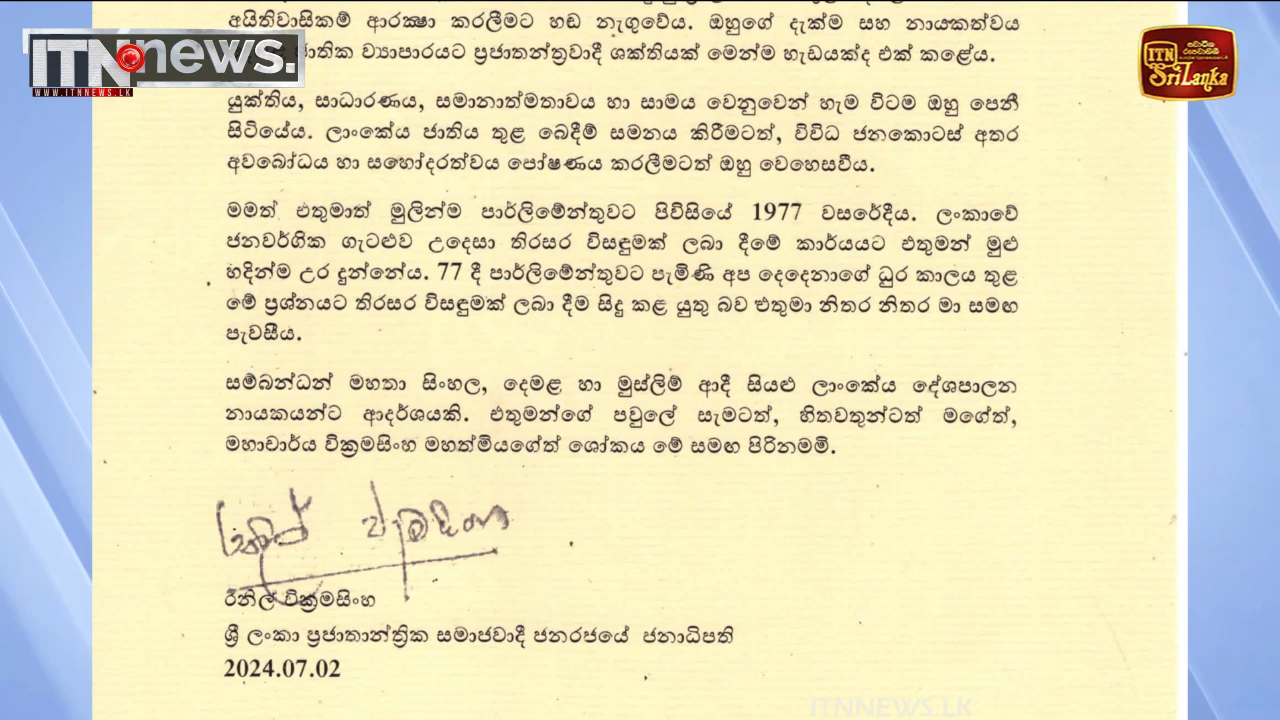 ITN news.
WWW.ITNNEWS.LK
ITN
SriLanka
අයිතිවාසිකම් ආරක්‍ෂා කරලීමට හඬ නැගුවේය. ඔහුගේ දැක්ම සහ නායකත්වය
ජාතික ව්‍යාපාරයට ප්‍රජාතන්ත්‍රවාදී ශක්තියක් මෙන්ම හැඩයක්ද එක් කළේය.
යුක්තිය, සාධාරණය, සමානාත්මතාවය හා සාමය වෙනුවෙන් හැම විටම ඔහු පෙනී
සිටියේය. ලාංකේය ජාතිය තුළ බෙදීම් සමනය කිරීමටත්, විවිධ ජනකොටස් අතර
අවබෝධය හා සහෝදරත්වය පෝෂණය කරලීමටත් ඔහු වෙහෙසවීය.
මමත් එතුමාත් මුලින්ම පාර්ලිමේන්තුවට පිවිසියේ 1977 වසරේදීය. ලංකාවේ
ජනවර්ගික ගැටළුව උදෙසා තිරසර විසඳුමක් ලබා දීමේ කාර්යයට එතුමන් මුළු
හදින්ම උර දුන්නේය. 77 දී පාර්ලිමේන්තුවට පැමිණි අප දෙදෙනාගේ ධුර කාලය තුළ
මේ ප්‍රශ්නයට තිරසර විසඳුමක් ලබා දීම සිදු කළ යුතු බව එතුමා නිතර නිතර මා සමඟ
පැවසීය.
සම්බන්ධන් මහතා සිංහල, දෙමළ හා මුස්ලිම් ආදී සියළු ලාංකේය දේශපාලන
නායකයන්ට ආදර්ශයකි. එතුමන්ගේ පවුලේ සැමටත්, හිතවතුන්ටත් මගේත්,
මහාචාර්ය වික්‍රමසිංහ මහත්මියගේත් ශෝකය මේ සමඟ පිරිනමමි.
රනිල් වික්‍රමසිංහ
ශ්‍රී ලංකා ප්‍රජාතාන්ත්‍රික සමාජවාදී ජනරජයේ ජනාධිපති
2024.07.02
ITNNEWS.LK